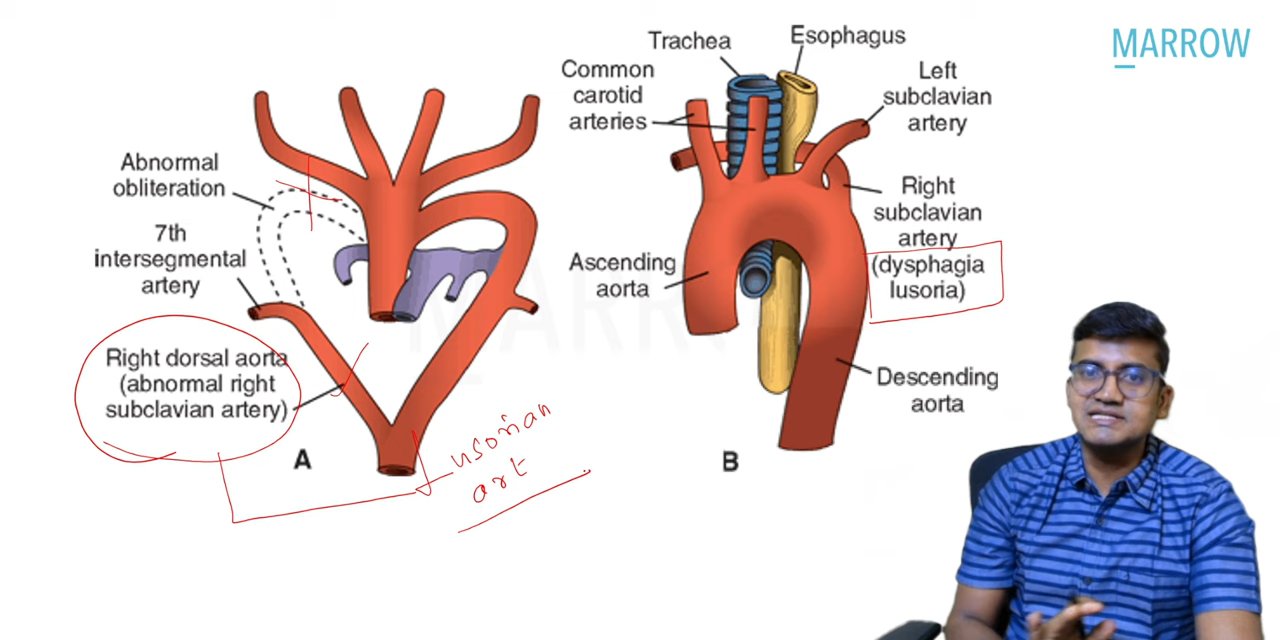 MARROW
Trachea
Esophagus
Common
carotid
arteries
Left
subclavian
artery
Abnormal
obliteration
7th
intersegmental
artery
Right
subclavian
artery
(dysphagia
lusoria)
Ascending
aorta
Right dorsal aorta
(abnormal right
subclavian artery)
Descending
aorta
A
B
Lusorian
art